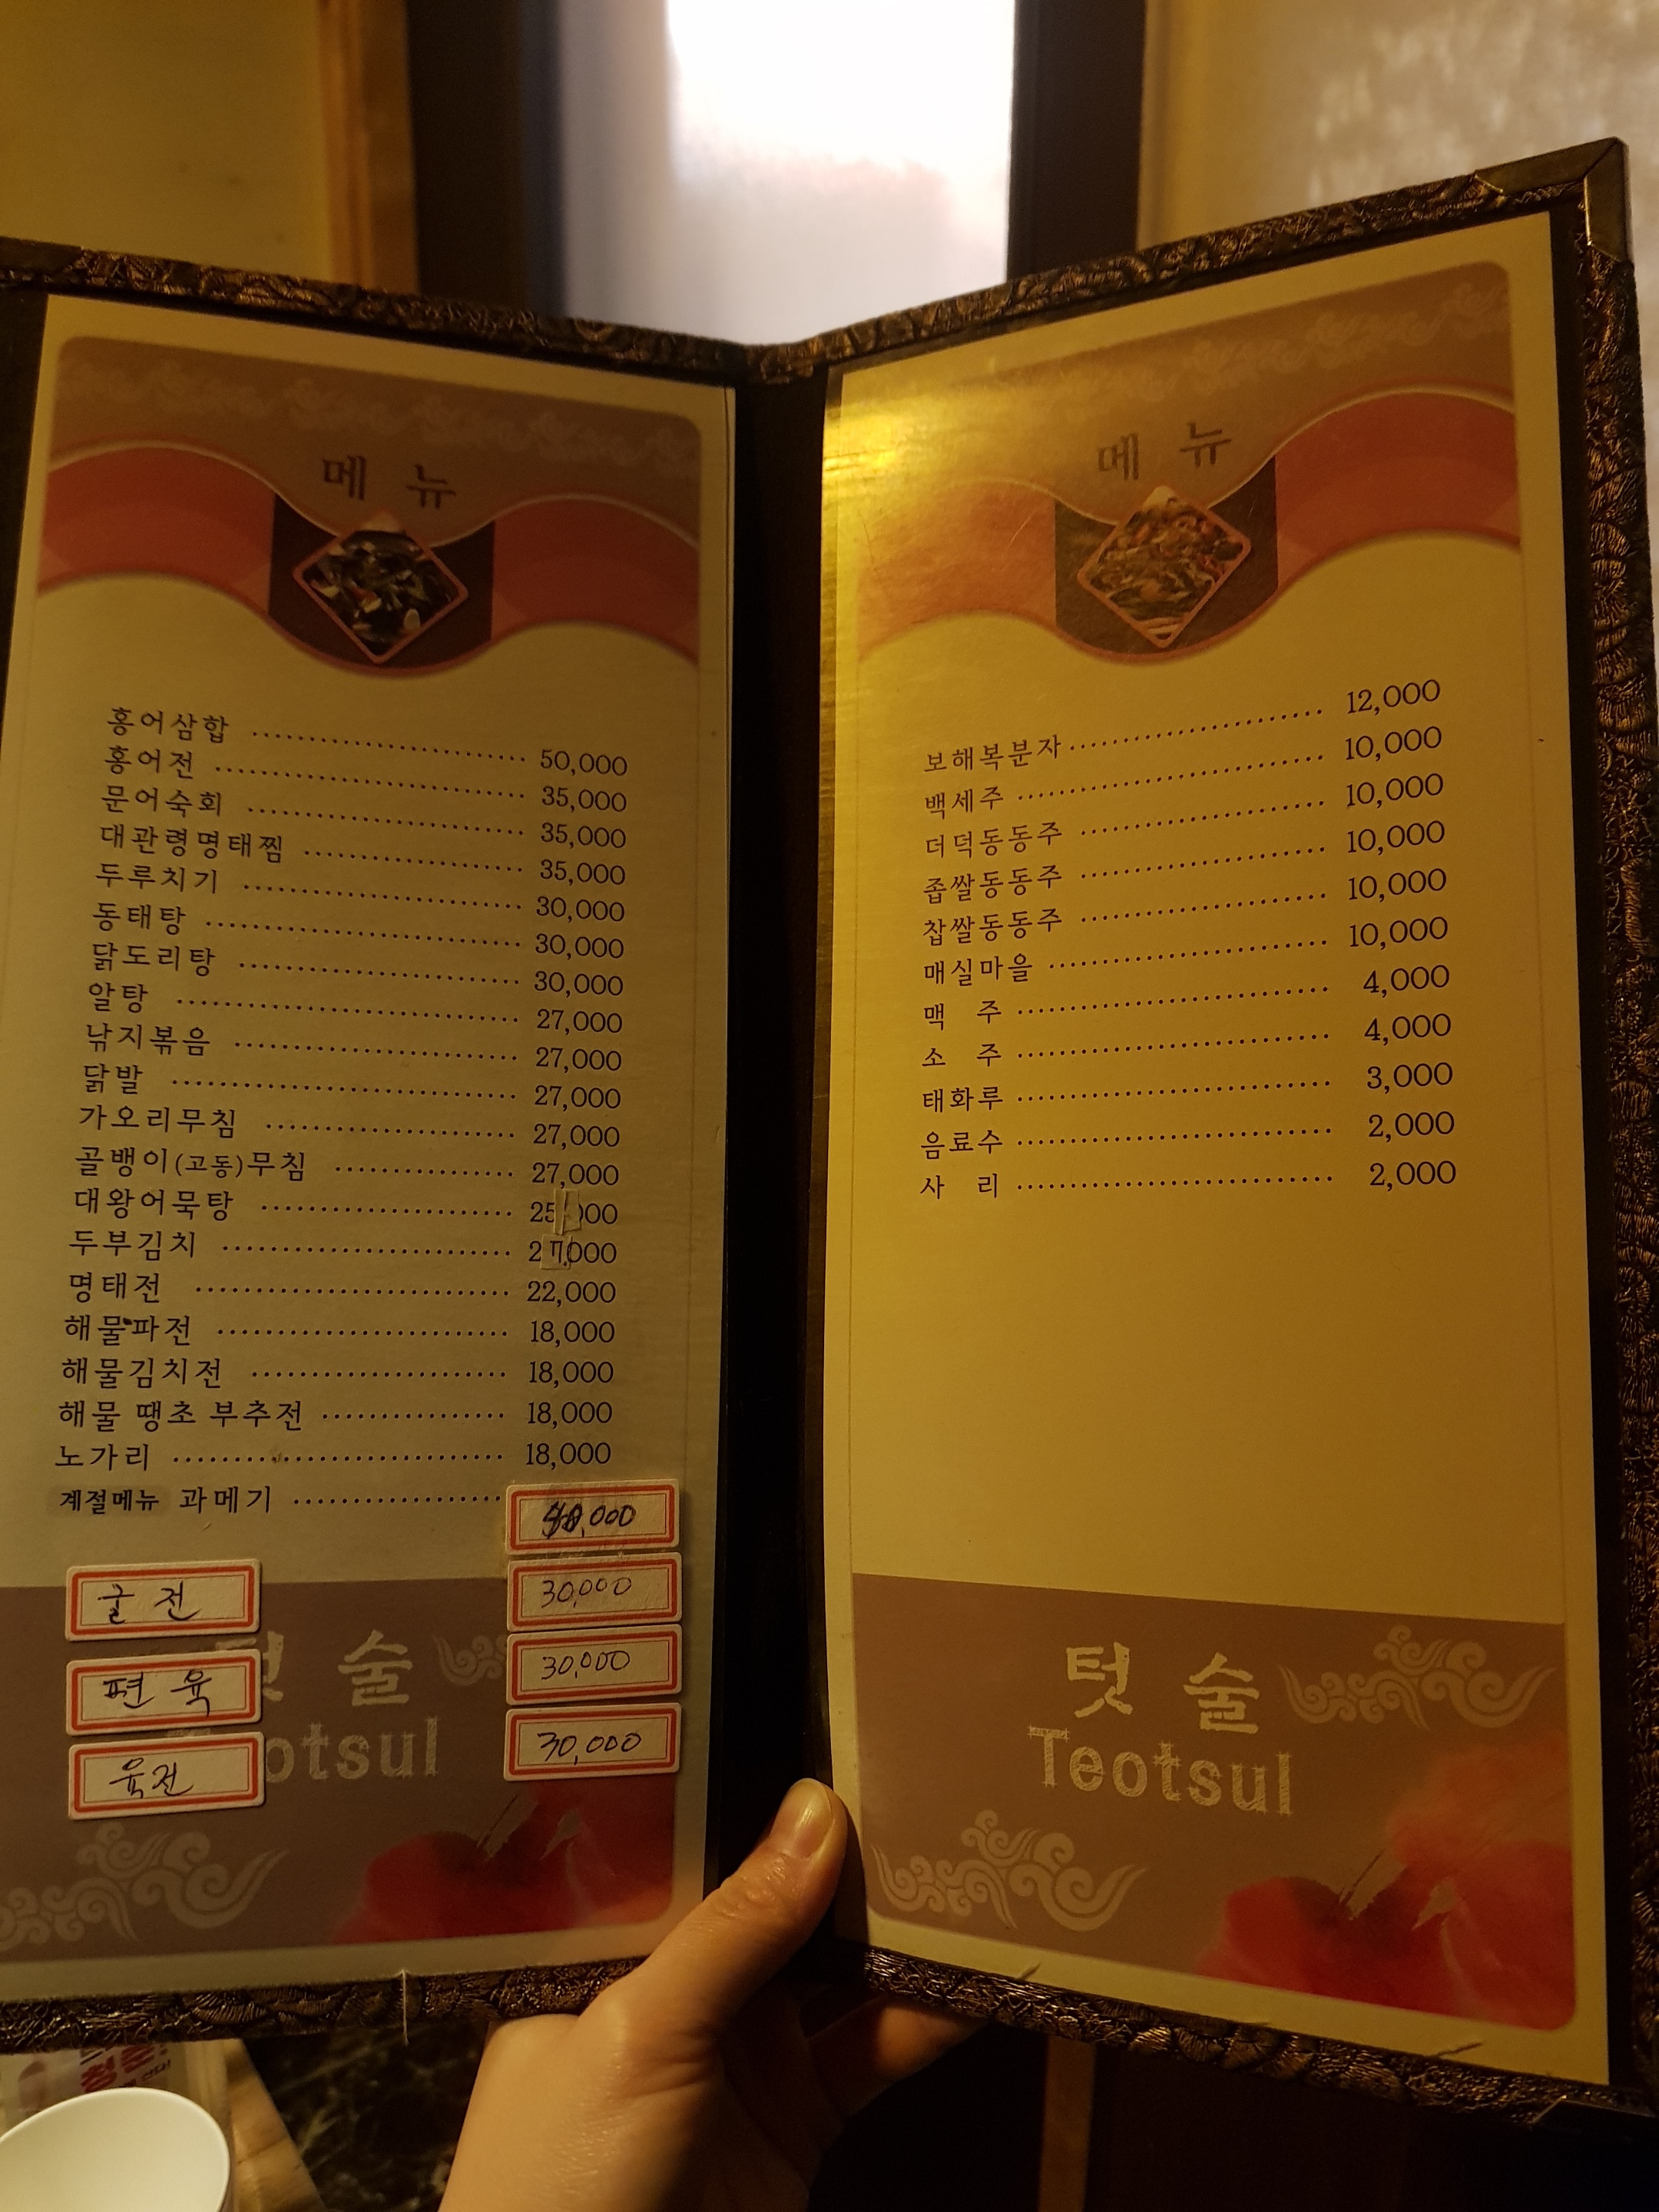 메뉴
홍어삼합 50,000
홍어전 35,000
문어숙회 35,000
대관령명태찜 35,000
두루치기 30,000
동태탕 30,000
닭도리탕 30,000
알탕 27,000
낚지볶음 27,000
닭발 27,000
가오리무침 27,000
골뱅이(고동)무침 27,000
대왕어묵탕
두부김치
명태전 22,000
해물파전 18,000
해물김치전 18,000
해물 땡초 부추전 18,000
노가리 18,000
계절메뉴 과메기
굴전 30,000
편육 30,000
육전 30,000
술
otsul
메뉴
보해복분자 12,000
백세주 10,000
더덕동동주 10,000
좁쌀동동주 10,000
찹쌀동동주 10,000
매실마을 10,000
맥 주 4,000
소 주 4,000
태화루 3,000
음료수 2,000
사 리 2,000
텃 술
Teotsul